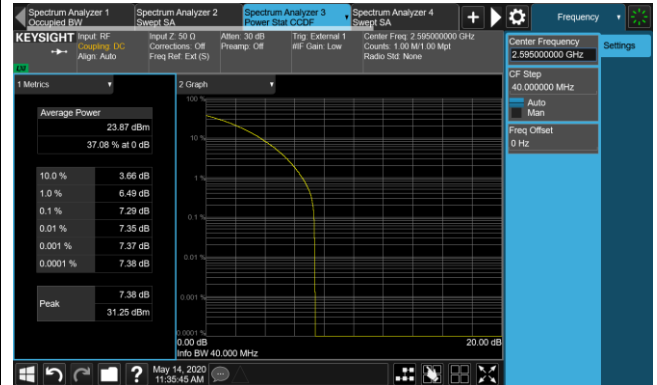 Spectrum Analyzer 1
Occupied BW
Spectrum Analyzer 2
Swept SA
Spectrum Analyzer 3
Power Stat CCDF
Spectrum Analyzer 4
Swept SA
Frequency
KEYSIGHT
Input: RF
Coupling: DC
Align: Auto
Input Z: 50 Ω
Corrections: Off
Freq Ref: Ext (S)
Atten: 30 dB
Preamp: Off
Trig: External 1
#IF Gain: Low
Center Freq: 2.595000000 GHz
Counts: 1.00 M/1.00 Mpt
Radio Std: None
LXI
Center Frequency
2.595000000 GHz
Settings
CF Step
40.000000 MHz
Auto
Man
Freq Offset
0 Hz
1 Metrics
Average Power
23.87 dBm
37.08 % at 0 dB
10.0 % 3.66 dB
1.0 % 6.49 dB
0.1 % 7.29 dB
0.01 % 7.35 dB
0.001 % 7.37 dB
0.0001 % 7.38 dB
Peak
7.38 dB
31.25 dBm
2 Graph
100 %
10 %
1 %
0.1 %
0.01 %
0.001 %
0.0001 %
0.00 dB
20.00 dB
Info BW 40.000 MHz
?
May 14, 2020
11:35:45 AM